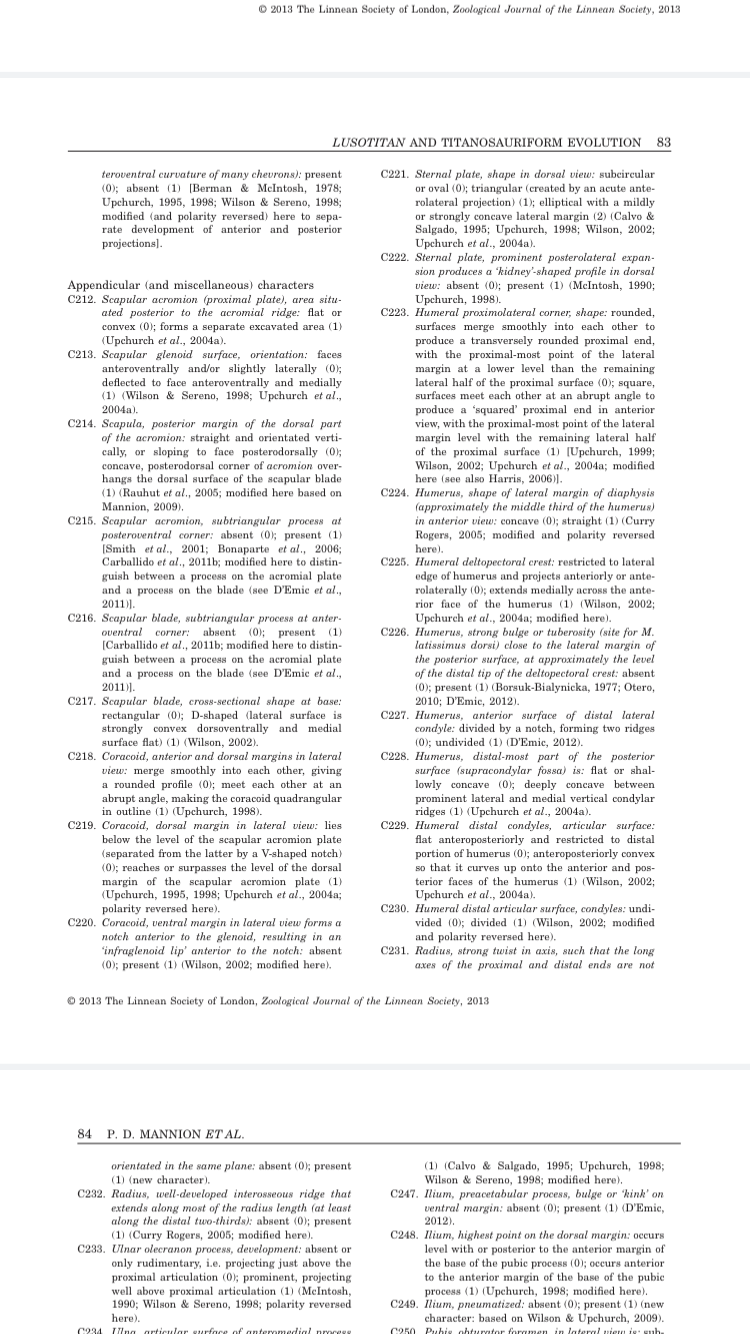 © 2013 The Linnean Society of London, Zoological Journal of the Linnean Society, 2013
LUSOTITAN AND TITANOSAURIFORM EVOLUTION 83
teroventral curvature of many chevrons): present
(0); absent (1) [Berman & McIntosh, 1978;
Upchurch, 1995, 1998; Wilson & Sereno, 1998;
modified (and polarity reversed) here to sepa-
rate development of anterior and posterior
projections].
Appendicular (and miscellaneous) characters
C212. Scapular acromion (proximal plate), area situ-
ated posterior to the acromial ridge: flat or
convex (0); forms a separate excavated area (1)
(Upchurch et al., 2004a).
C213. Scapular glenoid surface, orientation: faces
anteroventrally and/or slightly laterally (0);
deflected to face anteroventrally and medially
(1) (Wilson & Sereno, 1998; Upchurch et al.,
2004a).
C214. Scapula, posterior margin of the dorsal part
of the acromion: straight and orientated verti-
cally, or sloping to face posterodorsally (0);
concave, posterodorsal corner of acromion over-
hangs the dorsal surface of the scapular blade
(1) (Rauhut et al., 2005; modified here based on
Mannion, 2009).
C215. Scapular acromion, subtriangular process at
posteroventral corner: absent (0); present (1)
[Smith et al., 2001; Bonaparte et al., 2006;
Carballido et al., 2011b; modified here to distin-
guish between a process on the acromial plate
and a process on the blade (see D'Emic et al.,
2011)].
C216. Scapular blade, subtriangular process at anter-
oventral corner: absent (0); present (1)
[Carballido et al., 2011b; modified here to distin-
guish between a process on the acromial plate
and a process on the blade (see D'Emic et al.,
2011)].
C217. Scapular blade, cross-sectional shape at base:
rectangular (0); D-shaped (lateral surface is
strongly convex dorsoventrally and medial
surface flat) (1) (Wilson, 2002).
C218. Coracoid, anterior and dorsal margins in lateral
view: merge smoothly into each other, giving
a rounded profile (0); meet each other at an
abrupt angle, making the coracoid quadrangular
in outline (1) (Upchurch, 1998).
C219. Coracoid, dorsal margin in lateral view: lies
below the level of the scapular acromion plate
(separated from the latter by a V-shaped notch)
(0); reaches or surpasses the level of the dorsal
margin of the scapular acromion plate (1)
(Upchurch, 1995, 1998; Upchurch et al., 2004a;
polarity reversed here).
C220. Coracoid, ventral margin in lateral view forms a
notch anterior to the glenoid, resulting in an
'infraglenoid lip' anterior to the notch: absent
(0); present (1) (Wilson, 2002; modified here).
C221. Sternal plate, shape in dorsal view: subcircular
or oval (0); triangular (created by an acute ante-
rolateral projection) (1); elliptical with a mildly
or strongly concave lateral margin (2) (Calvo &
Salgado, 1995; Upchurch, 1998; Wilson, 2002;
Upchurch et al., 2004a).
C222. Sternal plate, prominent posterolateral expan-
sion produces a 'kidney'-shaped profile in dorsal
view: absent (0); present (1) (McIntosh, 1990;
Upchurch, 1998).
C223. Humeral proximolateral corner, shape: rounded,
surfaces merge smoothly into each other to
produce a transversely rounded proximal end,
with the proximal-most point of the lateral
margin at a lower level than the remaining
lateral half of the proximal surface (0); square,
surfaces meet each other at an abrupt angle to
produce a 'squared' proximal end in anterior
view, with the proximal-most point of the lateral
margin level with the remaining lateral half
of the proximal surface (1) [Upchurch, 1999;
Wilson, 2002; Upchurch et al., 2004a; modified
here (see also Harris, 2006)].
C224. Humerus, shape of lateral margin of diaphysis
(approximately the middle third of the humerus)
in anterior view: concave (0); straight (1) (Curry
Rogers, 2005; modified and polarity reversed
here).
C225. Humeral deltopectoral crest: restricted to lateral
edge of humerus and projects anteriorly or ante-
rolaterally (0); extends medially across the ante-
rior face of the humerus (1) (Wilson, 2002;
Upchurch et al., 2004a; modified here).
C226. Humerus, strong bulge or tuberosity (site for M.
latissimus dorsi) close to the lateral margin of
the posterior surface, at approximately the level
of the distal tip of the deltopectoral crest: absent
(0); present (1) (Borsuk-Bialynicka, 1977; Otero,
2010; D'Emic, 2012).
C227. Humerus, anterior surface of distal lateral
condyle: divided by a notch, forming two ridges
(0); undivided (1) (D'Emic, 2012).
C228. Humerus, distal-most part of the posterior
surface (supracondylar fossa) is: flat or shal-
lowly concave (0); deeply concave between
prominent lateral and medial vertical condylar
ridges (1) (Upchurch et al., 2004a).
C229. Humeral distal condyles, articular surface:
flat anteroposteriorly and restricted to distal
portion of humerus (0); anteroposteriorly convex
so that it curves up onto the anterior and pos-
terior faces of the humerus (1) (Wilson, 2002;
Upchurch et al., 2004a).
C230. Humeral distal articular surface, condyles: undi-
vided (0); divided (1) (Wilson, 2002; modified
and polarity reversed here).
C231. Radius, strong twist in axis, such that the long
axes of the proximal and distal ends are not
© 2013 The Linnean Society of London, Zoological Journal of the Linnean Society, 2013
84 P. D. MANNION ET AL.
orientated in the same plane: absent (0); present
(1) (new character).
C232. Radius, well-developed interosseous ridge that
extends along most of the radius length (at least
along the distal two-thirds): absent (0); present
(1) (Curry Rogers, 2005; modified here).
C233. Ulnar olecranon process, development: absent or
only rudimentary, i.e. projecting just above the
proximal articulation (0); prominent, projecting
well above proximal articulation (1) (McIntosh,
1990; Wilson & Sereno, 1998; polarity reversed
here).
C234. Ulna, articular surface of anteromedial process
(1) (Calvo & Salgado, 1995; Upchurch, 1998;
Wilson & Sereno, 1998; modified here).
C247. Ilium, preacetabular process, bulge or 'kink' on
ventral margin: absent (0); present (1) (D'Emic,
2012).
C248. Ilium, highest point on the dorsal margin: occurs
level with or posterior to the anterior margin of
the base of the pubic process (0); occurs anterior
to the anterior margin of the base of the pubic
process (1) (Upchurch, 1998; modified here).
C249. Ilium, pneumatized: absent (0); present (1) (new
character: based on Wilson & Upchurch, 2009).
C250. Pubis, obturator foramen, in lateral view is: sub-